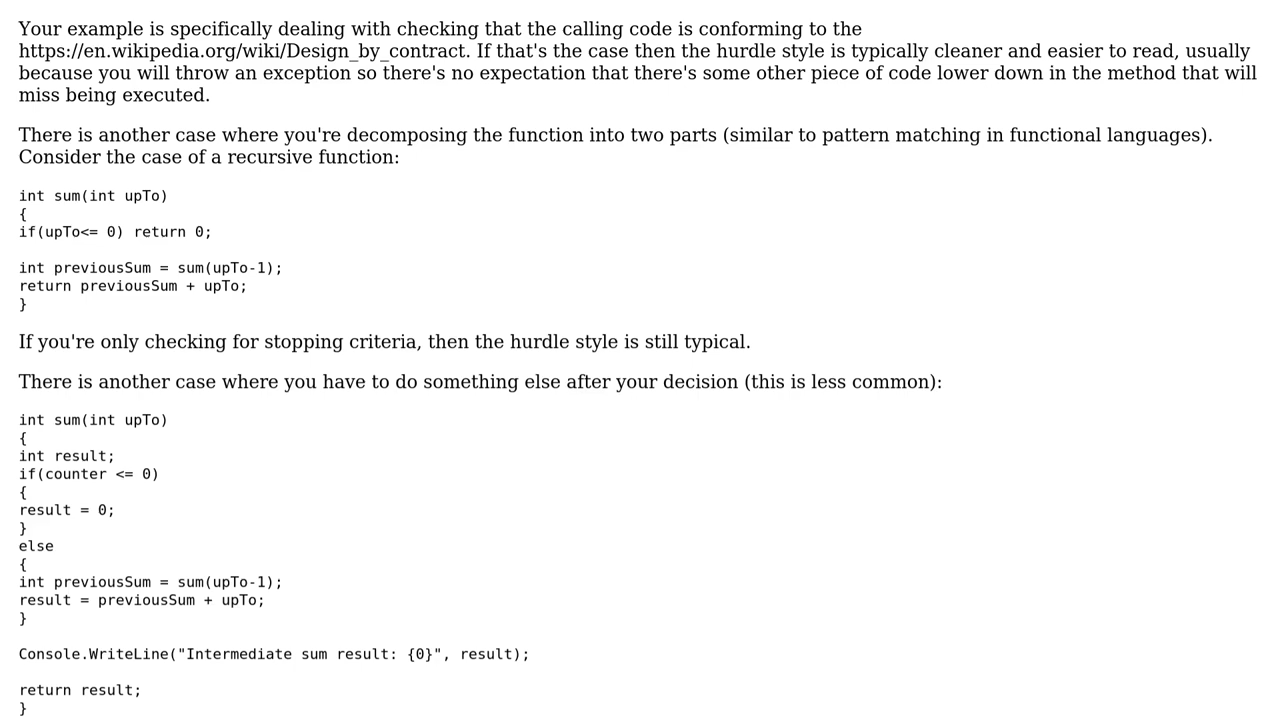 Your example is specifically dealing with checking that the calling code is conforming to the
https://en.wikipedia.org/wiki/Design_by_contract. If that's the case then the hurdle style is typically cleaner and easier to read, usually
because you will throw an exception so there's no expectation that there's some other piece of code lower down in the method that will
miss being executed.
There is another case where you're decomposing the function into two parts (similar to pattern matching in functional languages).
Consider the case of a recursive function:
int sum(int upTo)
{
if(upTo<= 0) return 0;
int previousSum = sum(upTo-1);
return previousSum + upTo;
}
If you're only checking for stopping criteria, then the hurdle style is still typical.
There is another case where you have to do something else after your decision (this is less common):
int sum(int upTo)
{
int result;
if(counter <= 0)
{
result = 0;
}
else
{
int previousSum = sum(upTo-1);
result = previousSum + upTo;
}
Console.WriteLine("Intermediate sum result: {0}", result);
return result;
}